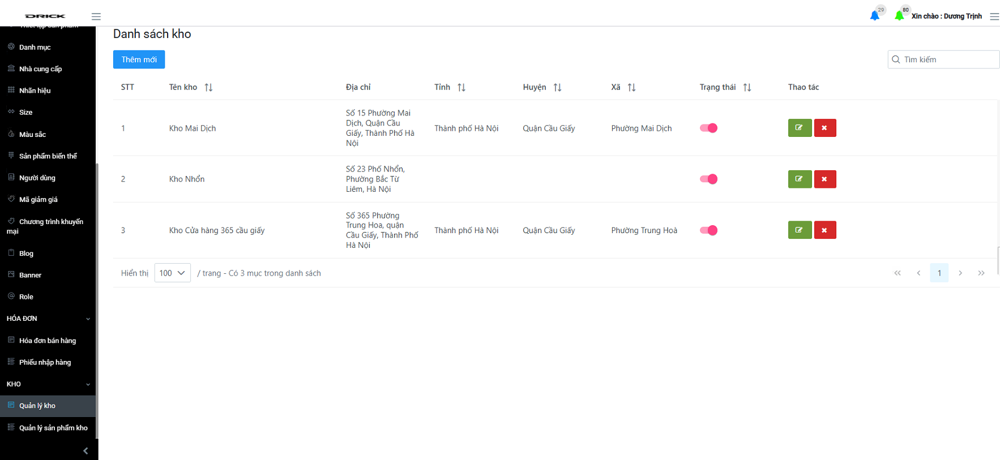 DRICK
29
80
Xin chào : Dương Trịnh
Thiết lập sản phẩm
Danh mục
Nhà cung cấp
Nhãn hiệu
Size
Màu sắc
Sản phẩm biến thể
Người dùng
Mã giảm giá
Chương trình khuyến
mại
Blog
Banner
Role
HÓA ĐƠN
Hóa đơn bán hàng
Phiếu nhập hàng
KHO
Quản lý kho
Quản lý sản phẩm kho
Danh sách kho
Thêm mới
Tìm kiếm
STT Tên kho Địa chỉ Tỉnh Huyện Xã Trạng thái Thao tác
Số 15 Phường Mai
Dịch, Quận Cầu
1 Kho Mai Dịch Giấy, Thành Phố Hà Thành phố Hà Nội Quận Cầu Giấy Phường Mai Dịch
Nội
Số 23 Phố Nhổn,
2 Kho Nhổn Phường Bắc Từ
Liêm, Hà Nội
Số 365 Phường
Trung Hoa, quận
3 Kho Cửa hàng 365 cầu giấy Cầu Giấy, Thành Phố Thành phố Hà Nội Quận Cầu Giấy Phường Trung Hoà
Hà Nội
Hiển thị 100 / trang - Có 3 mục trong danh sách
1